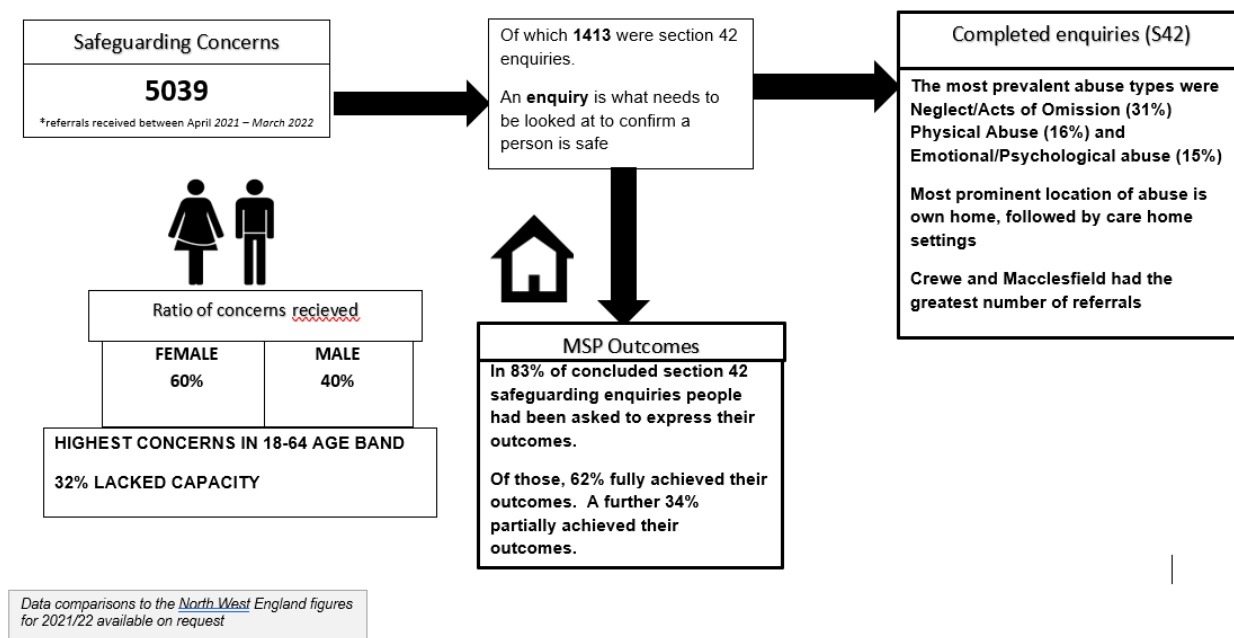 Safeguarding Concerns
5039
*referrals received between April 2021 – March 2022
Of which 1413 were section 42
enquiries.
An enquiry is what needs to
be looked at to confirm a
person is safe
Completed enquiries (S42)
The most prevalent abuse types were
Neglect/Acts of Omission (31%)
Physical Abuse (16%) and
Emotional/Psychological abuse (15%)
Most prominent location of abuse is
own home, followed by care home
settings
Crewe and Macclesfield had the
greatest number of referrals
Ratio of concerns recieved
FEMALE
60%
MALE
40%
HIGHEST CONCERNS IN 18-64 AGE BAND
32% LACKED CAPACITY
MSP Outcomes
In 83% of concluded section 42
safeguarding enquiries people
had been asked to express their
outcomes.
Of those, 62% fully achieved their
outcomes. A further 34%
partially achieved their
outcomes.
Data comparisons to the North West England figures
for 2021/22 available on request